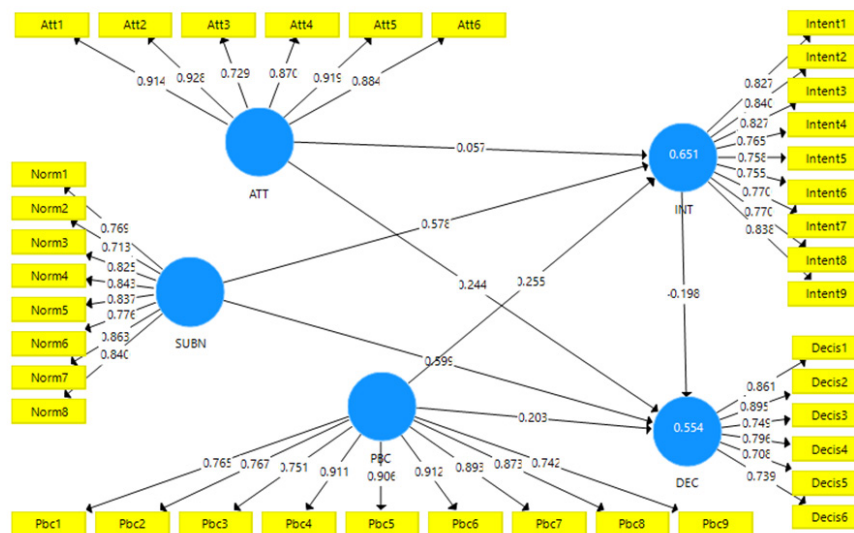 Att1 Att2 Att3 Att4 Att5 Att6
0.914 0.928 0.729 0.870 0.919 0.884
ATT
Intent1
Intent2
Intent3
Intent4
Intent5
Intent6
Intent7
Intent8
Intent9
0.827
0.840
0.827
0.765
0.758
0.755
0.770
0.770
0.838
0.651
INT
0.057
0.578
0.255
0.244
-0.198
0.599
0.203
Norm1
Norm2
Norm3
Norm4
Norm5
Norm6
Norm7
Norm8
0.769
0.713
0.825
0.843
0.837
0.776
0.863
0.840
SUBN
PBC
0.765 0.767 0.751 0.911 0.906 0.912 0.893 0.873 0.742
Pbc1 Pbc2 Pbc3 Pbc4 Pbc5 Pbc6 Pbc7 Pbc8 Pbc9
0.554
DEC
0.861
0.895
0.749
0.796
0.708
0.739
Decis1
Decis2
Decis3
Decis4
Decis5
Decis6